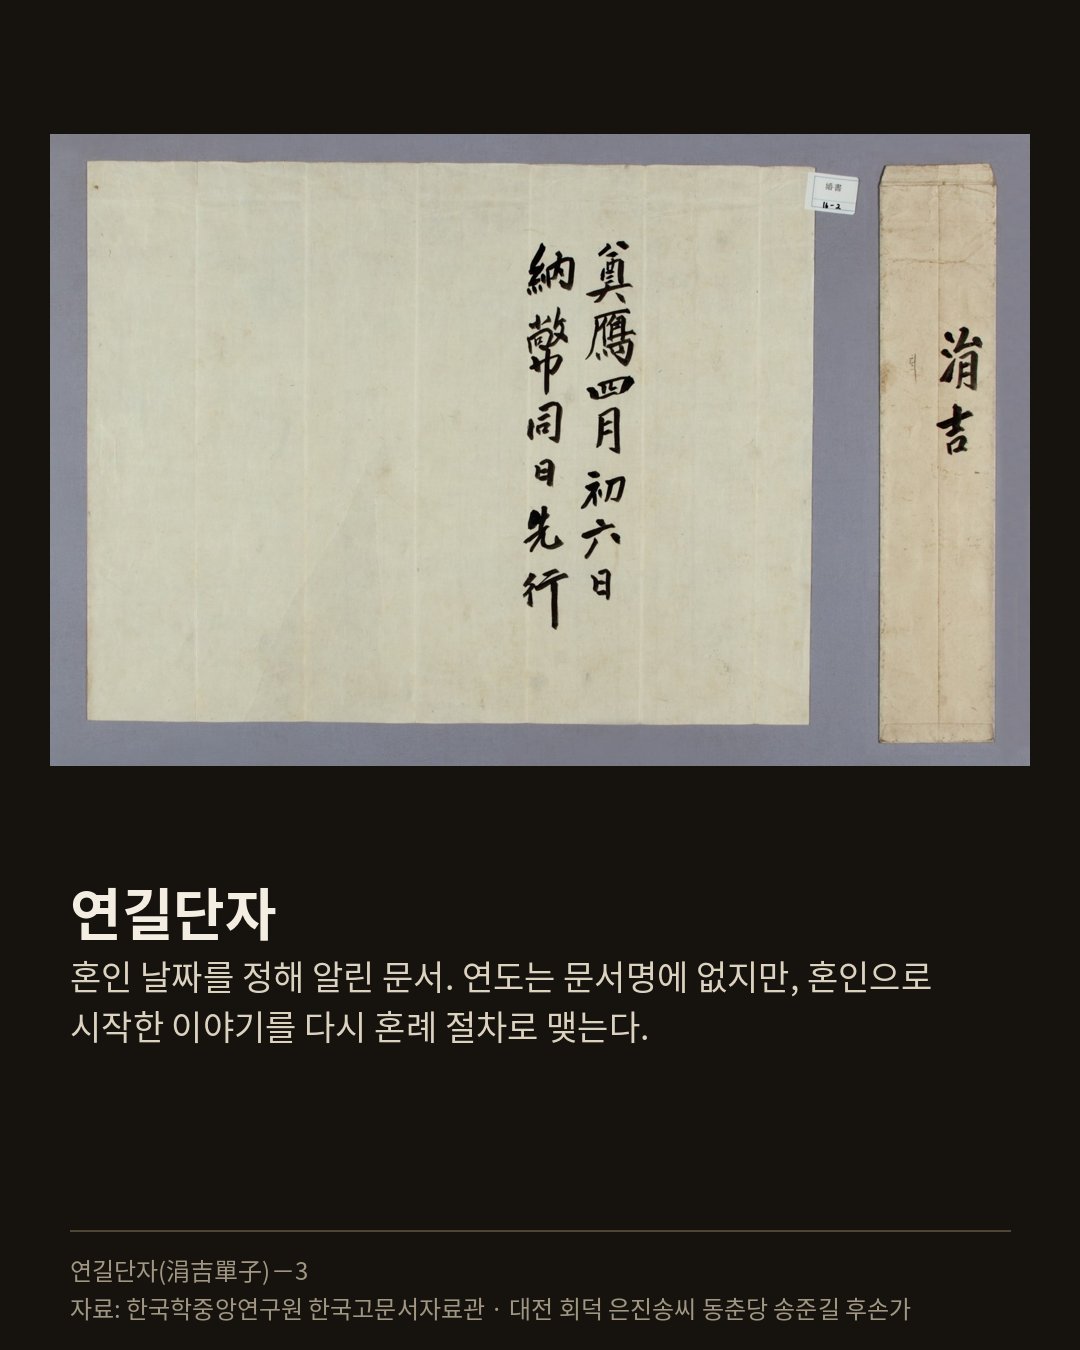 婚書
16-2
涓吉
奠鴈四月初六日
納幣同日先行
연길단자
혼인 날짜를 정해 알린 문서. 연도는 문서명에 없지만, 혼인으로
시작한 이야기를 다시 혼례 절차로 맺는다.
연길단자(涓吉單子)－3
자료: 한국학중앙연구원 한국고문서자료관 · 대전 회덕 은진송씨 동춘당 송준길 후손가